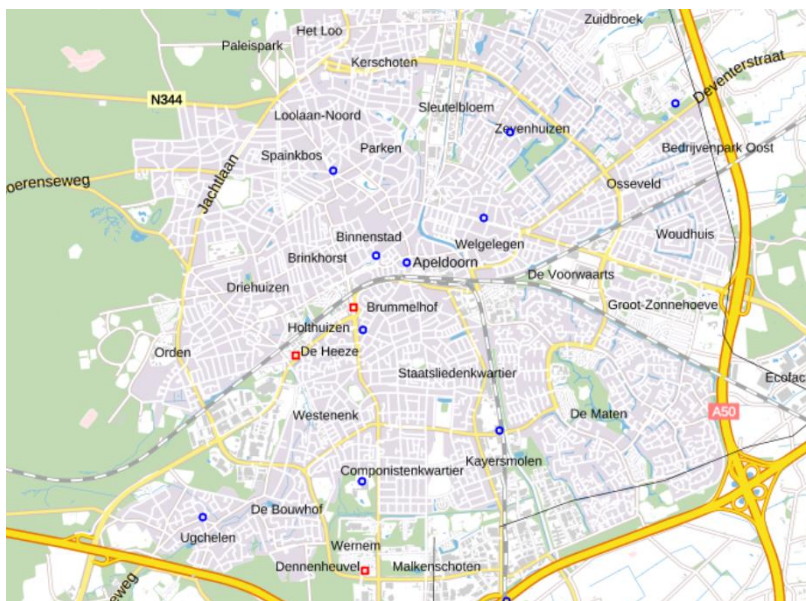 Zuidbroek
Het Loo
Paleispark
Kerschoten
Deventerstraat
N344
Sleutelbloem
Loolaan-Noord
Zevenhuizen
Parken
Spainkbos
Bedrijvenpark Oost
oerenseweg
Jachtlaan
Osseveld
Binnenstad
Welgelegen
Woudhuis
Brinkhorst
Apeldoorn
De Voorwaarts
Driehuizen
Brummelhof
Groot-Zonnehoeve
Holthuizen
Orden
De Heeze
Staatsliedenkwartier
Ecofac
Westenenk
De Maten
A50
Kayersmolen
Componistenkwartier
De Bouwhof
Ugchelen
Wernem
Dennenheuvel
Malkenschoten
eweg